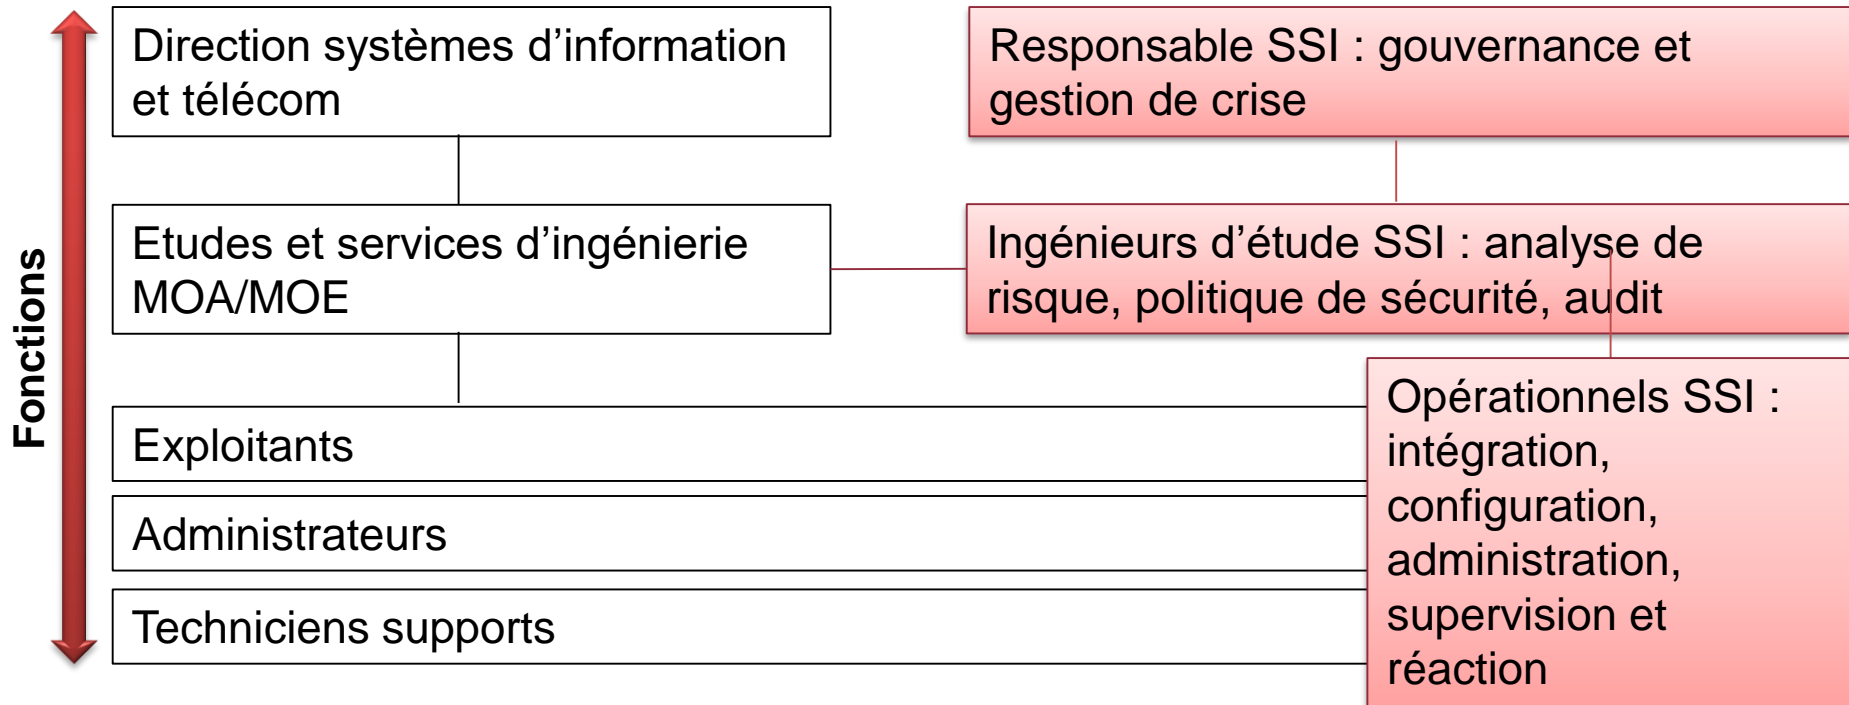 Fonctions
Direction systèmes d’information
et télécom
Responsable SSI : gouvernance et
gestion de crise
Etudes et services d’ingénierie
MOA/MOE
Ingénieurs d’étude SSI : analyse de
risque, politique de sécurité, audit
Exploitants
Administrateurs
Techniciens supports
Opérationnels SSI :
intégration,
configuration,
administration,
supervision et
réaction